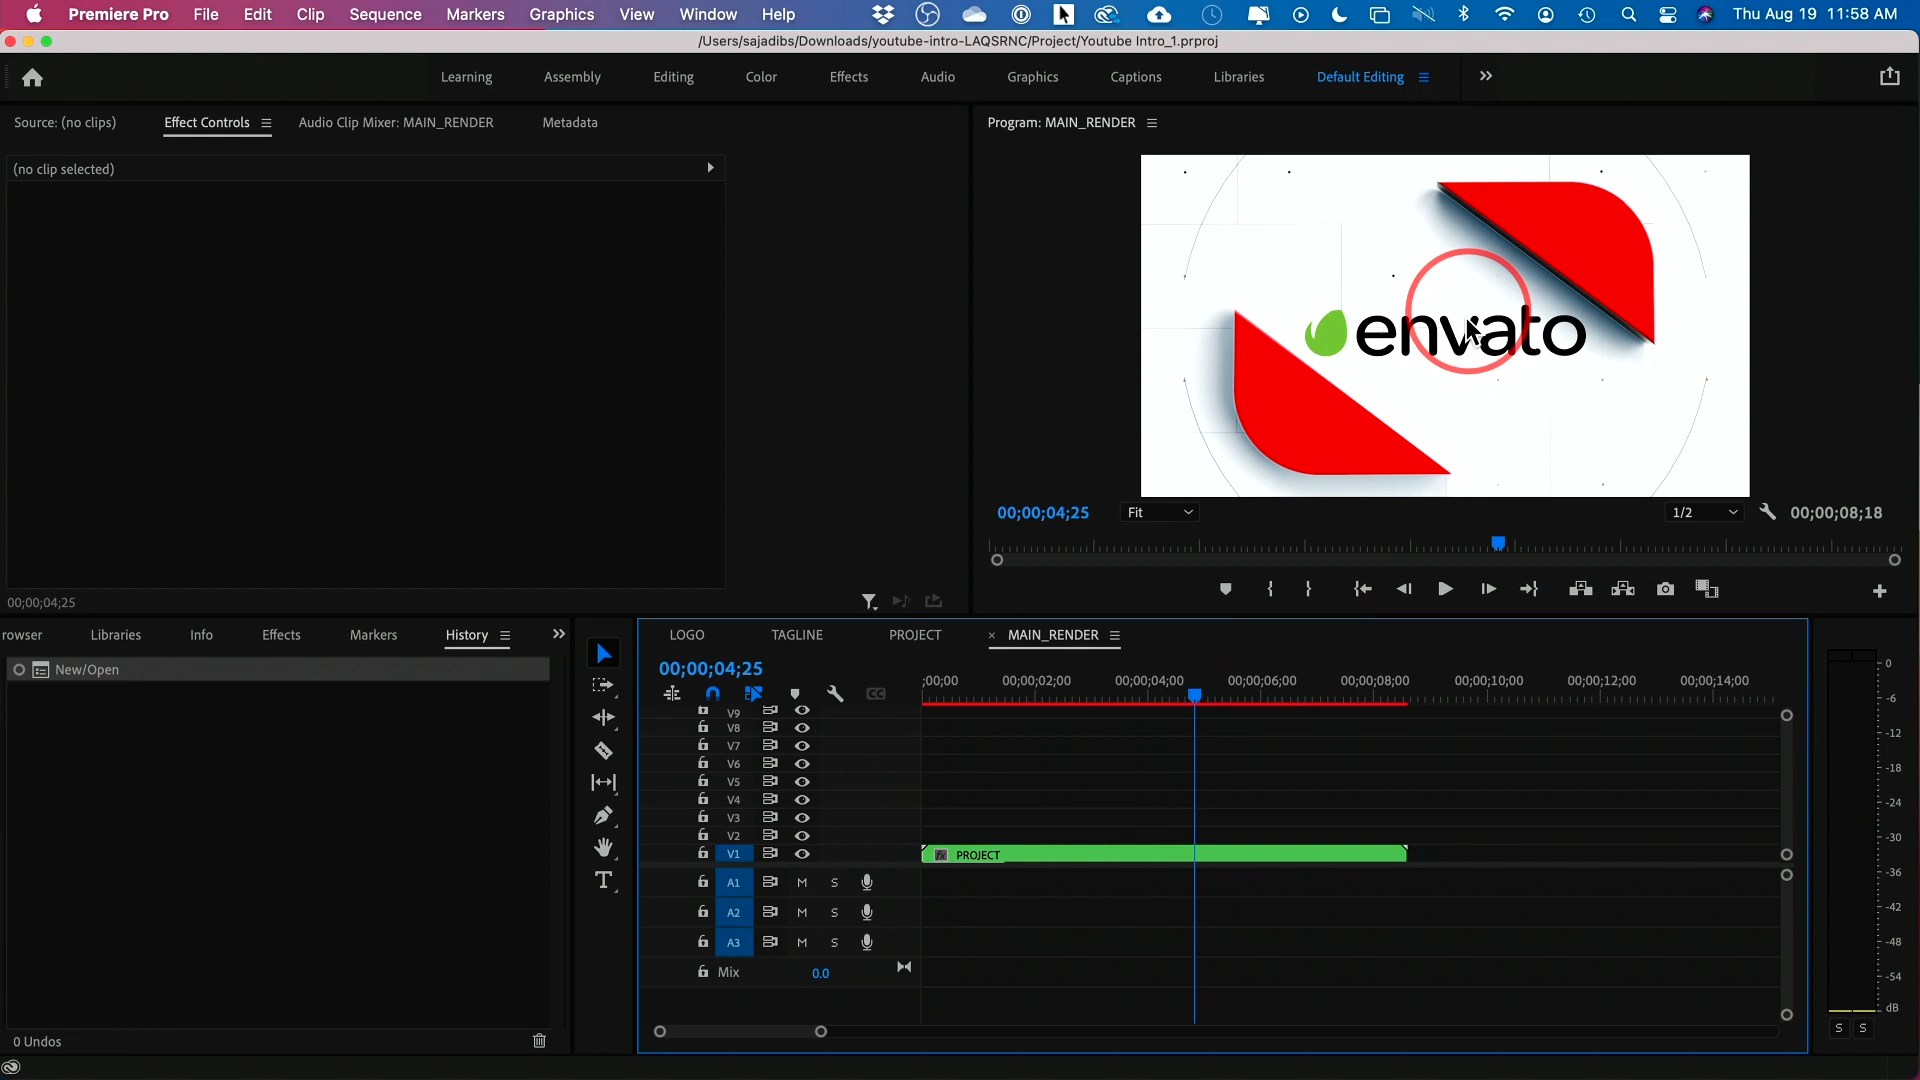 Premiere Pro File Edit Clip Sequence Markers Graphics View Window Help Thu Aug 19 11:58 AM
/Users/sajadibs/Downloads/youtube-intro-LAQSRNC/Project/Youtube Intro_1.prproj
Learning Assembly Editing Color Effects Audio Graphics Captions Libraries Default Editing
Source: (no clips) Effect Controls Audio Clip Mixer: MAIN_RENDER Metadata
Program: MAIN_RENDER
(no clip selected)
envato
00;00;04;25 Fit 1/2 00;00;08;18
00;00;04;25
rowser Libraries Info Effects Markers History
New/Open
LOGO TAGLINE PROJECT × MAIN_RENDER
00;00;04;25
;00;00 00;00;02;00 00;00;04;00 00;00;06;00 00;00;08;00 00;00;10;00 00;00;12;00 00;00;14;00
CC
V9
V8
V7
V6
V5
V4
V3
V2
V1 fx PROJECT
A1 M S
A2 M S
A3 M S
Mix 0.0
0
-6
-12
-18
-24
-30
-36
-42
-48
-54
dB
S S
T
0 Undos